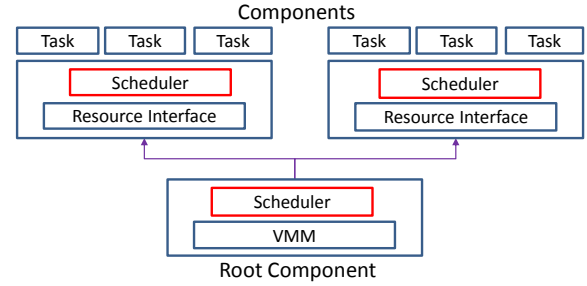 Components
Task Task Task Task Task Task
Scheduler Scheduler
Resource Interface Resource Interface
Scheduler
VMM
Root Component